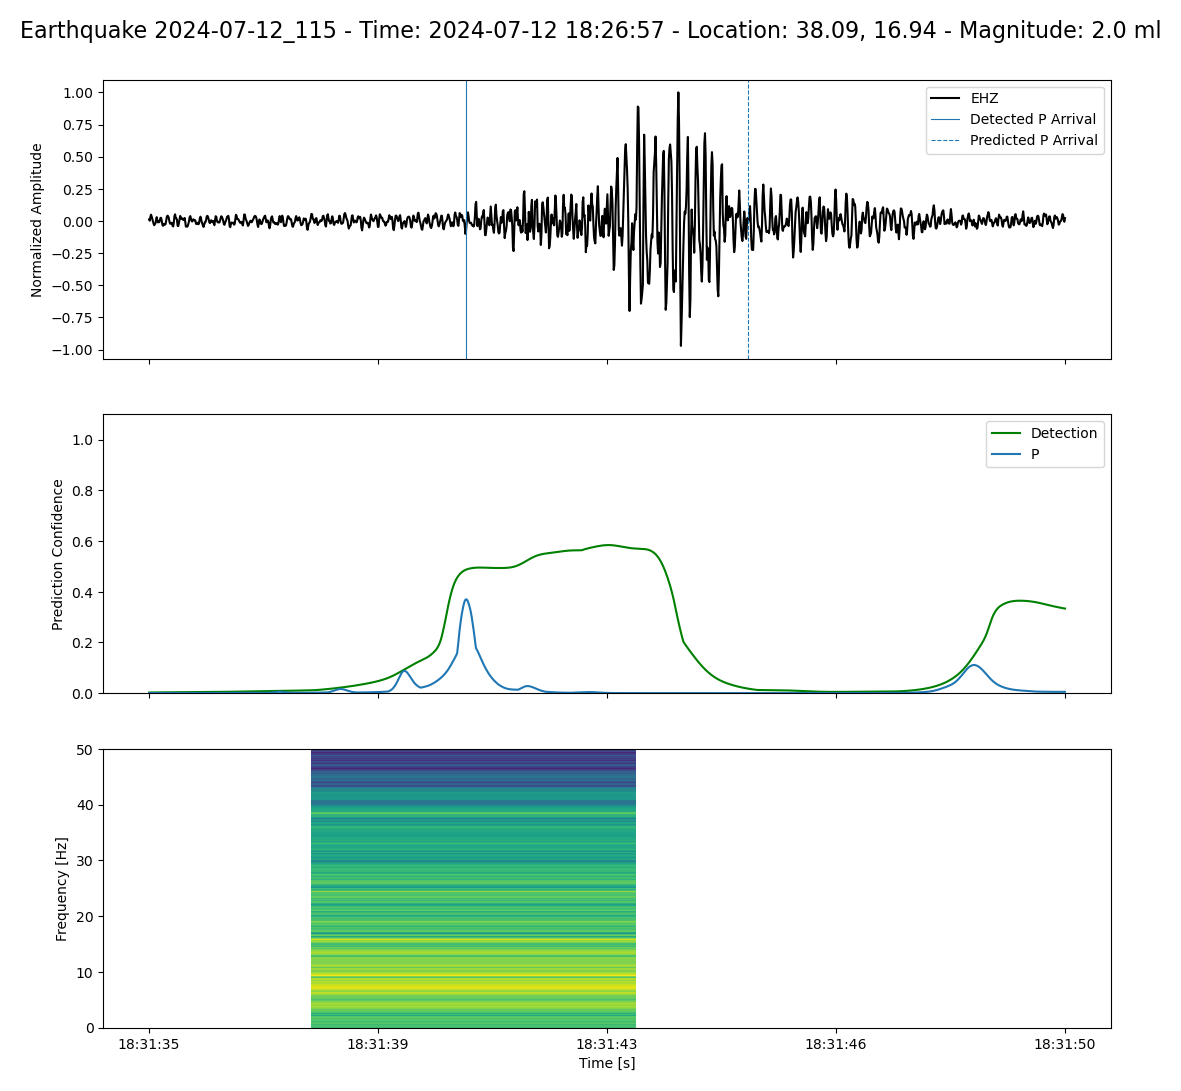 Earthquake 2024-07-12_115 - Time: 2024-07-12 18:26:57 - Location: 38.09, 16.94 - Magnitude: 2.0 ml
Normalized Amplitude
1.00
0.75
0.50
0.25
0.00
−0.25
−0.50
−0.75
−1.00
EHZ
Detected P Arrival
Predicted P Arrival
Prediction Confidence
1.0
0.8
0.6
0.4
0.2
0.0
Detection
P
Frequency [Hz]
50
40
30
20
10
0
18:31:35
18:31:39
18:31:43
18:31:46
18:31:50
Time [s]